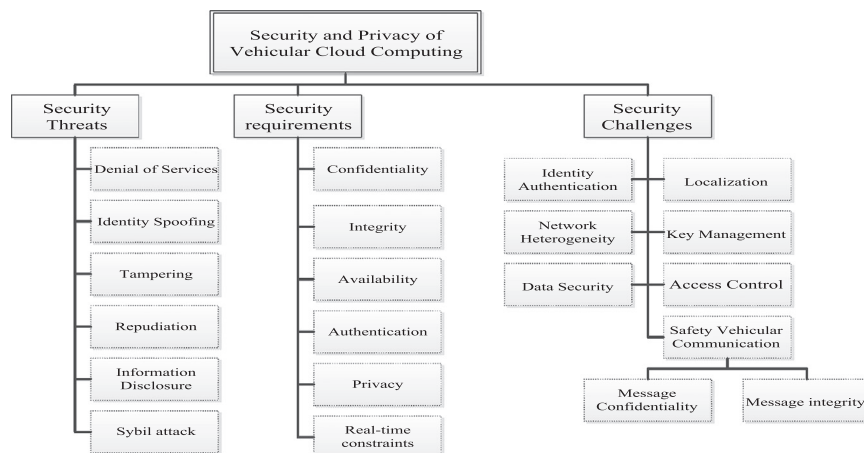 Security and Privacy of
Vehicular Cloud Computing
Security
Threats
Denial of Services
Identity Spoofing
Tampering
Repudiation
Information
Disclosure
Sybil attack
Security
requirements
Confidentiality
Integrity
Availability
Authentication
Privacy
Real-time
constraints
Security
Challenges
Identity
Authentication
Localization
Network
Heterogeneity
Key Management
Data Security
Access Control
Safety Vehicular
Communication
Message
Confidentiality
Message integrity